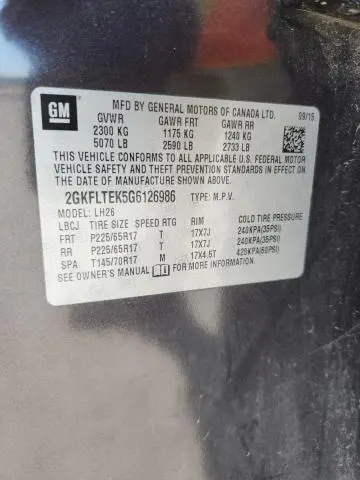 GM
MFD BY GENERAL MOTORS OF CANADA LTD. 09/15
GVWR GAWR FRT GAWR RR
2300 KG 1175 KG 1240 KG
5070 LB 2590 LB 2733 LB
THIS VEHICLE CONFORMS TO ALL APPLICABLE U.S. FEDERAL MOTOR
VEHICLE SAFETY AND THEFT PREVENTION STANDARDS IN EFFECT ON THE
DATE OF MANUFACTURE SHOWN ABOVE.
2GKFLTEK5G6126986 TYPE: M.P.V.
MODEL: LH26
LBCJ TIRE SIZE SPEED RTG RIM COLD TIRE PRESSURE
FRT P225/65R17 T 17X7J 240KPA(35PSI)
RR P225/65R17 T 17X7J 240KPA(35PSI)
SPA T145/70R17 M 17X4.5T 420KPA(60PSI)
SEE OWNER'S MANUAL FOR MORE INFORMATION.